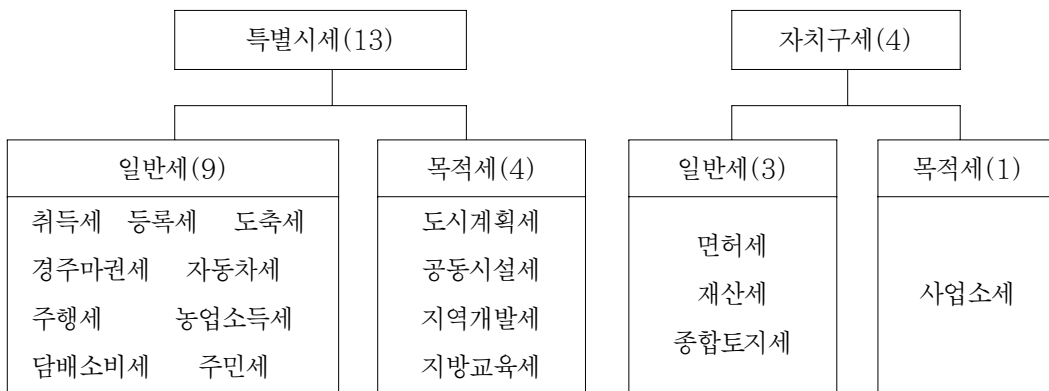 특별시세(13)
자치구세(4)
일반세(9)
목적세(4)
일반세(3)
목적세(1)
취득세 등록세 도축세
경주마권세 자동차세
주행세 농업소득세
담배소비세 주민세
도시계획세
공동시설세
지역개발세
지방교육세
면허세
재산세
종합토지세
사업소세